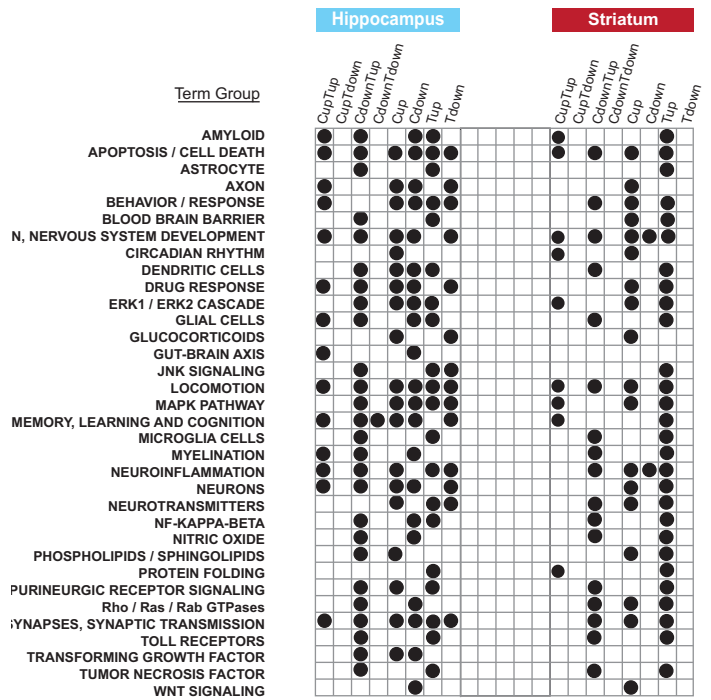 Hippocampus Striatum
Term Group CupTup CupTdown CdownTup CdownTdown Cup Cdown Tup Tdown CupTup CupTdown CdownTup CdownTdown Cup Cdown Tup Tdown
AMYLOID
APOPTOSIS / CELL DEATH
ASTROCYTE
AXON
BEHAVIOR / RESPONSE
BLOOD BRAIN BARRIER
N, NERVOUS SYSTEM DEVELOPMENT
CIRCADIAN RHYTHM
DENDRITIC CELLS
DRUG RESPONSE
ERK1 / ERK2 CASCADE
GLIAL CELLS
GLUCOCORTICOIDS
GUT-BRAIN AXIS
JNK SIGNALING
LOCOMOTION
MAPK PATHWAY
MEMORY, LEARNING AND COGNITION
MICROGLIA CELLS
MYELINATION
NEUROINFLAMMATION
NEURONS
NEUROTRANSMITTERS
NF-KAPPA-BETA
NITRIC OXIDE
PHOSPHOLIPIDS / SPHINGOLIPIDS
PROTEIN FOLDING
PURINEURGIC RECEPTOR SIGNALING
Rho / Ras / Rab GTPases
SYNAPSES, SYNAPTIC TRANSMISSION
TOLL RECEPTORS
TRANSFORMING GROWTH FACTOR
TUMOR NECROSIS FACTOR
WNT SIGNALING